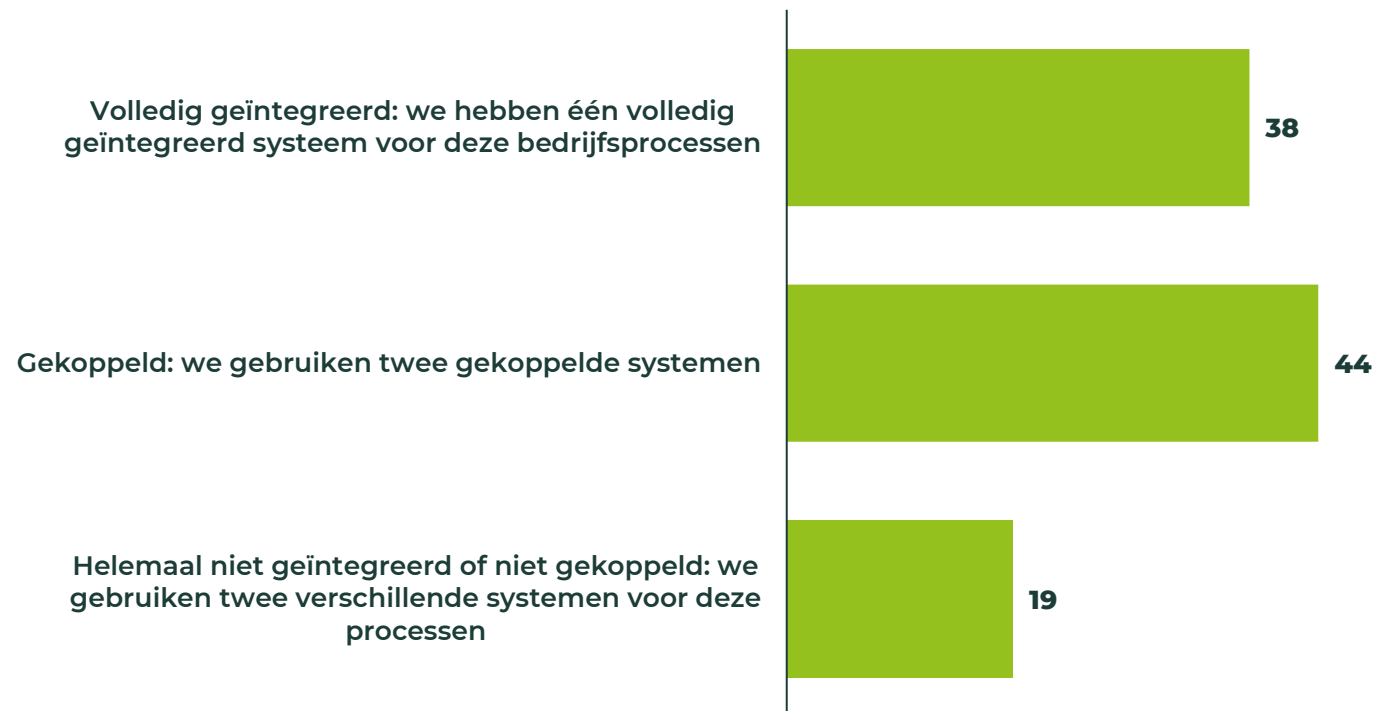 Volledig geïntegreerd: we hebben één volledig
geïntegreerd systeem voor deze bedrijfsprocessen
38
Gekoppeld: we gebruiken twee gekoppelde systemen
44
Helemaal niet geïntegreerd of niet gekoppeld: we
gebruiken twee verschillende systemen voor deze
processen
19